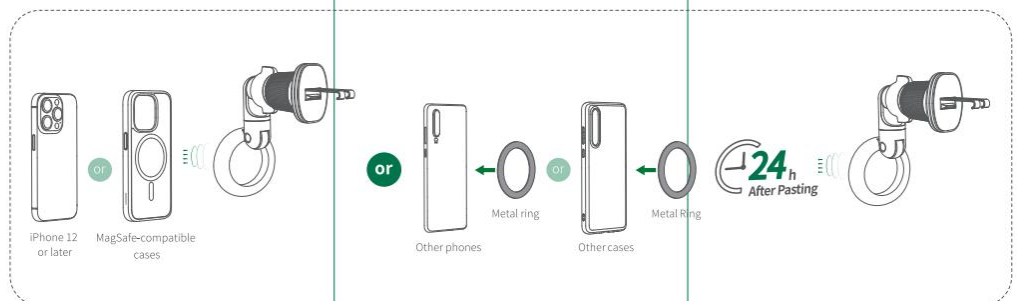 or
iPhone 12
or later
MagSafe-compatible
cases
or
Metal ring
Other phones
or
Metal Ring
Other cases
24h
After Pasting